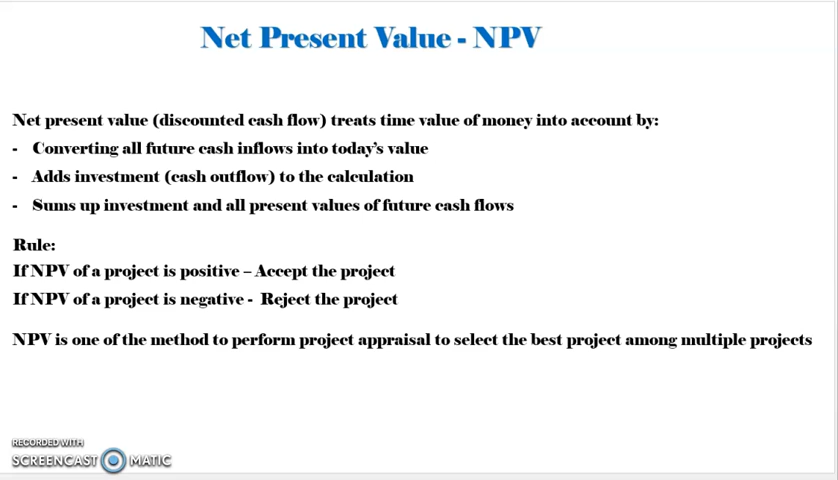 Net Present Value - NPV
Net present value (discounted cash flow) treats time value of money into account by:
- Converting all future cash inflows into today's value
- Adds investment (cash outflow) to the calculation
- Sums up investment and all present values of future cash flows
Rule:
If NPV of a project is positive – Accept the project
If NPV of a project is negative - Reject the project
NPV is one of the method to perform project appraisal to select the best project among multiple projects
RECORDED WITH
SCREENCAST MATIC